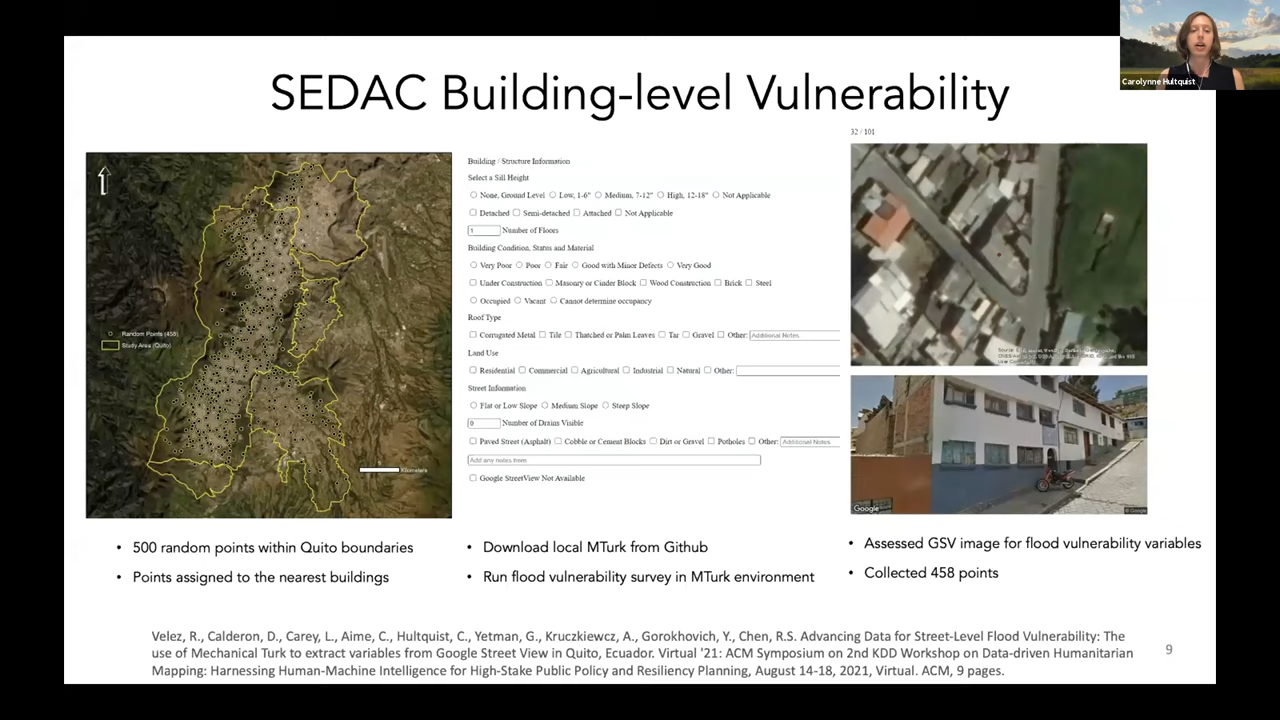 Carolynne Hultquist
SEDAC Building-level Vulnerability
Random Points (458)
Study Area (Quito)
Kilometers
Building / Structure Information
Select a Sill Height
None, Ground Level Low, 1-6" Medium, 7-12" High, 12-18" Not Applicable
Detached Semi-detached Attached Not Applicable
1 Number of Floors
Building Condition, Status and Material
Very Poor Poor Fair Good with Minor Defects Very Good
Under Construction Masonry or Cinder Block Wood Construction Brick Steel
Occupied Vacant Cannot determine occupancy
Roof Type
Corrugated Metal Tile Thatched or Palm Leaves Tar Gravel Other: Additional Notes
Land Use
Residential Commercial Agricultural Industrial Natural Other:
Street Information
Flat or Low Slope Medium Slope Steep Slope
0 Number of Drains Visible
Paved Street (Asphalt) Cobble or Cement Blocks Dirt or Gravel Potholes Other: Additional Notes
Add any notes from
Google StreetView Not Available
32 / 101
Google
© Google
• 500 random points within Quito boundaries
• Points assigned to the nearest buildings
• Download local MTurk from Github
• Run flood vulnerability survey in MTurk environment
• Assessed GSV image for flood vulnerability variables
• Collected 458 points
Velez, R., Calderon, D., Carey, L., Aime, C., Hultquist, C., Yetman, G., Kruczkiewcz, A., Gorokhovich, Y., Chen, R.S. Advancing Data for Street-Level Flood Vulnerability: The
use of Mechanical Turk to extract variables from Google Street View in Quito, Ecuador. Virtual '21: ACM Symposium on 2nd KDD Workshop on Data-driven Humanitarian
Mapping: Harnessing Human-Machine Intelligence for High-Stake Public Policy and Resiliency Planning, August 14-18, 2021, Virtual. ACM, 9 pages.
9